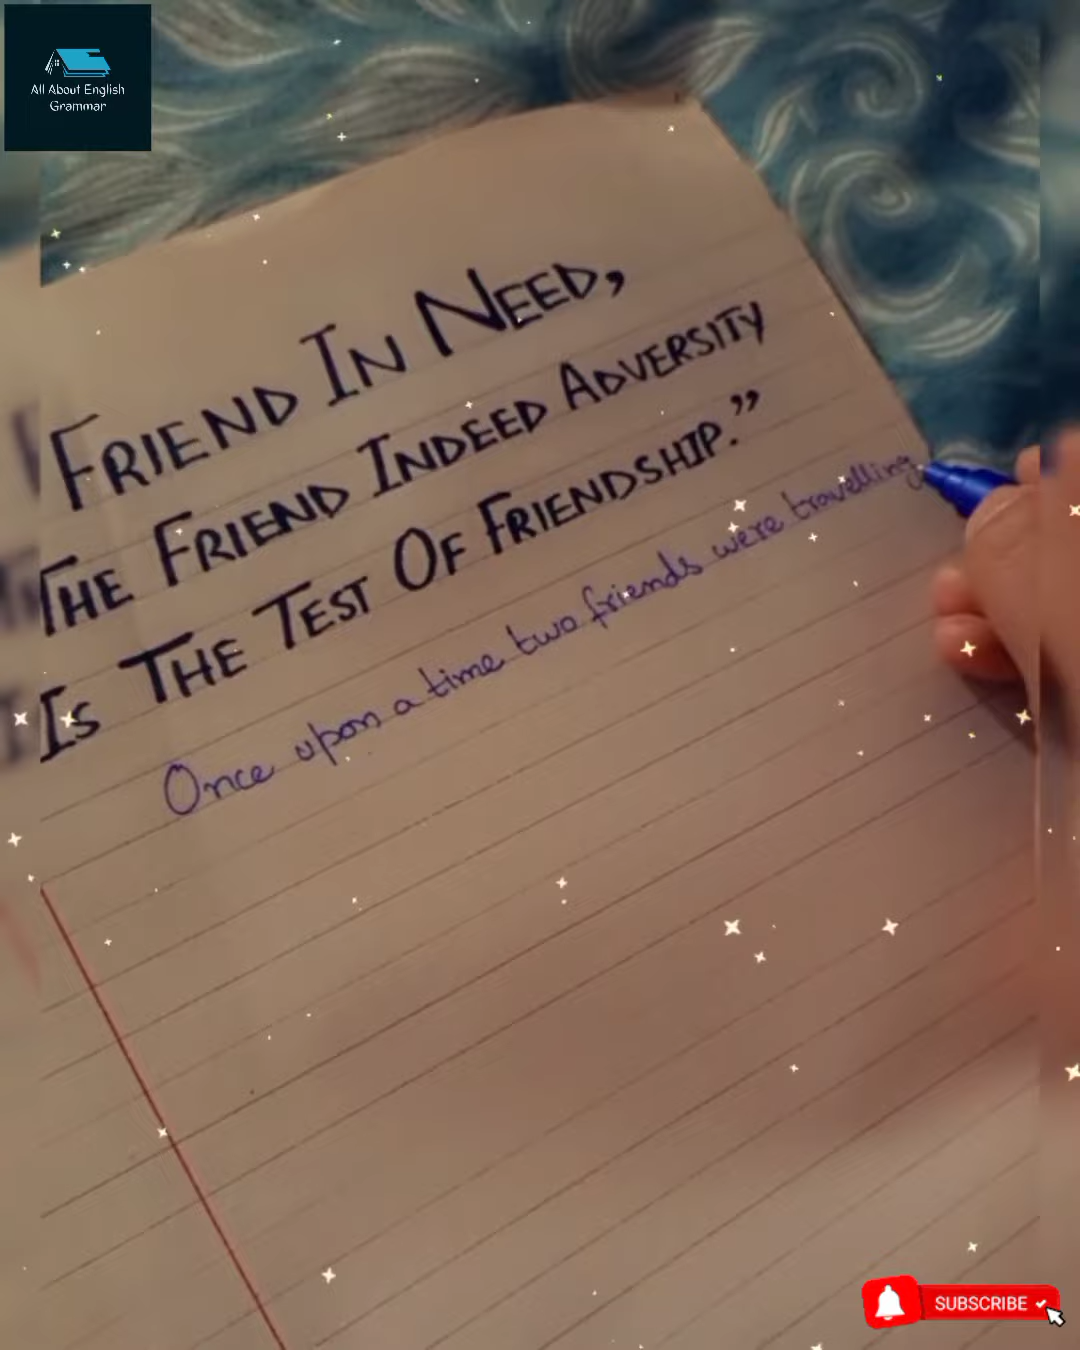 All About English
Grammar
FRIEND IN NEED,
THE FRIEND INDEED ADVERSITY
IS THE TEST OF FRIENDSHIP.”
Once upon a time two friends were travelling
SUBSCRIBE